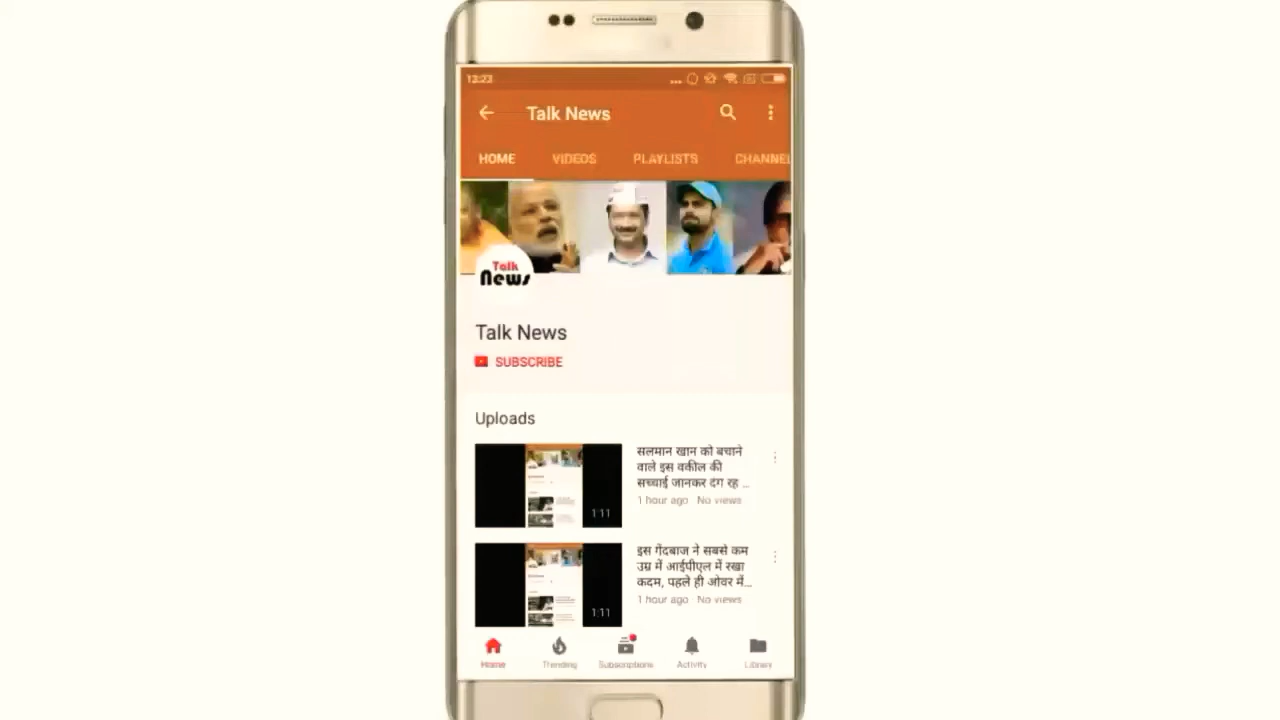 12:23
Talk News
HOME VIDEOS PLAYLISTS CHANNEL
Talk
News
Talk News
SUBSCRIBE
Uploads
सलमान खान को बचाने
वाले इस वकील की
सच्चाई जानकर दंग रह ...
1 hour ago · No views
1:11
इस गेंदबाज ने सबसे कम
उम्र में आईपीएल में रखा
कदम, पहले ही ओवर में...
1 hour ago · No views
1:11
Home Trending Subscriptions Activity Library